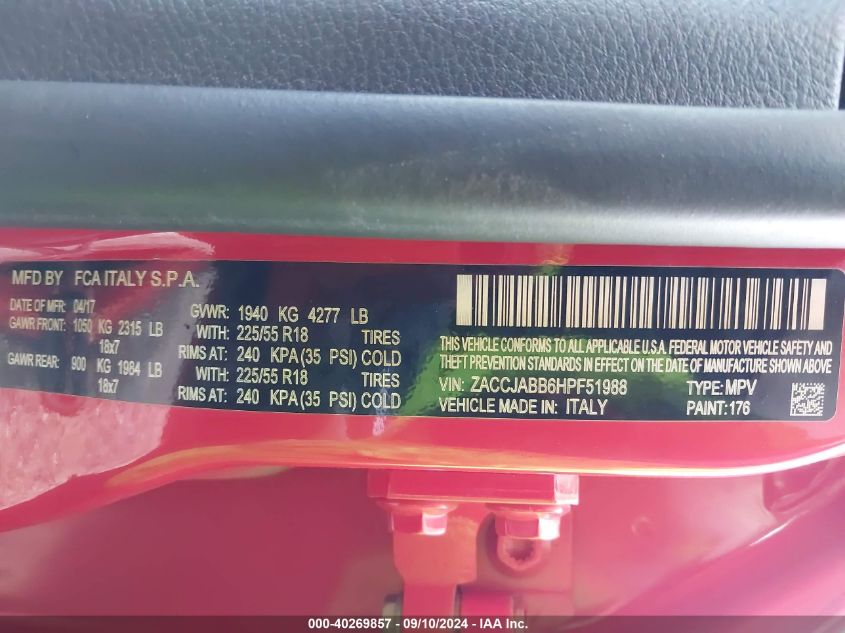 MFD BY FCA ITALY S.P.A.
DATE OF MFR: 04/17
GVWR: 1940 KG 4277 LB
GAWR FRONT: 1050 KG 2315 LB
WITH: 225/55 R18 TIRES
18x7
RIMS AT: 240 KPA (35 PSI) COLD
GAWR REAR: 900 KG 1984 LB
WITH: 225/55 R18 TIRES
18x7
RIMS AT: 240 KPA (35 PSI) COLD
THIS VEHICLE CONFORMS TO ALL APPLICABLE U.S.A. FEDERAL MOTOR VEHICLE SAFETY AND
THEFT PREVENTION STANDARDS IN EFFECT ON THE DATE OF MANUFACTURE SHOWN ABOVE
VIN: ZACCJABB6HPF51988 TYPE: MPV
VEHICLE MADE IN: ITALY PAINT: 176
000-40269857 - 09/10/2024 - IAA Inc.